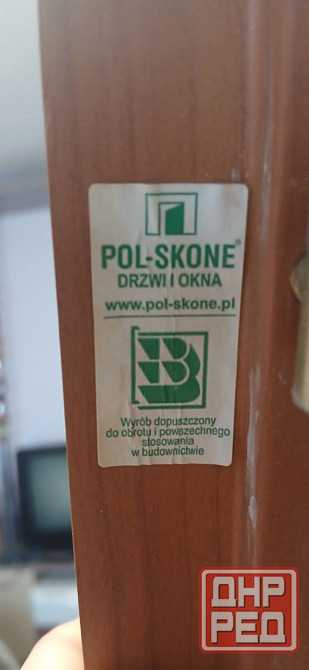 POL-SKONE®
DRZWI I OKNA
www.pol-skone.pl
B
Wyrób dopuszczony
do obrotu i powszechnego
stosowania
w budownictwie
ДНР
РЕД